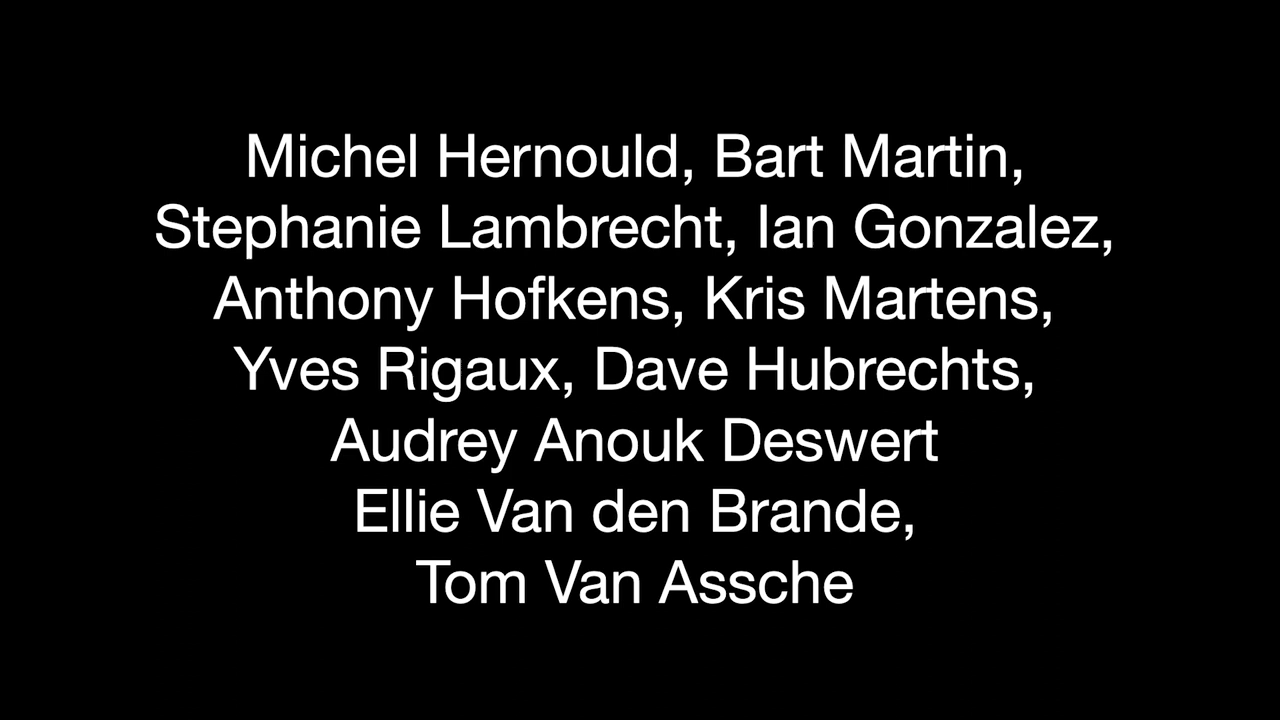 Michel Hernould, Bart Martin,
Stephanie Lambrecht, Ian Gonzalez,
Anthony Hofkens, Kris Martens,
Yves Rigaux, Dave Hubrechts,
Audrey Anouk Deswert
Ellie Van den Brande,
Tom Van Assche